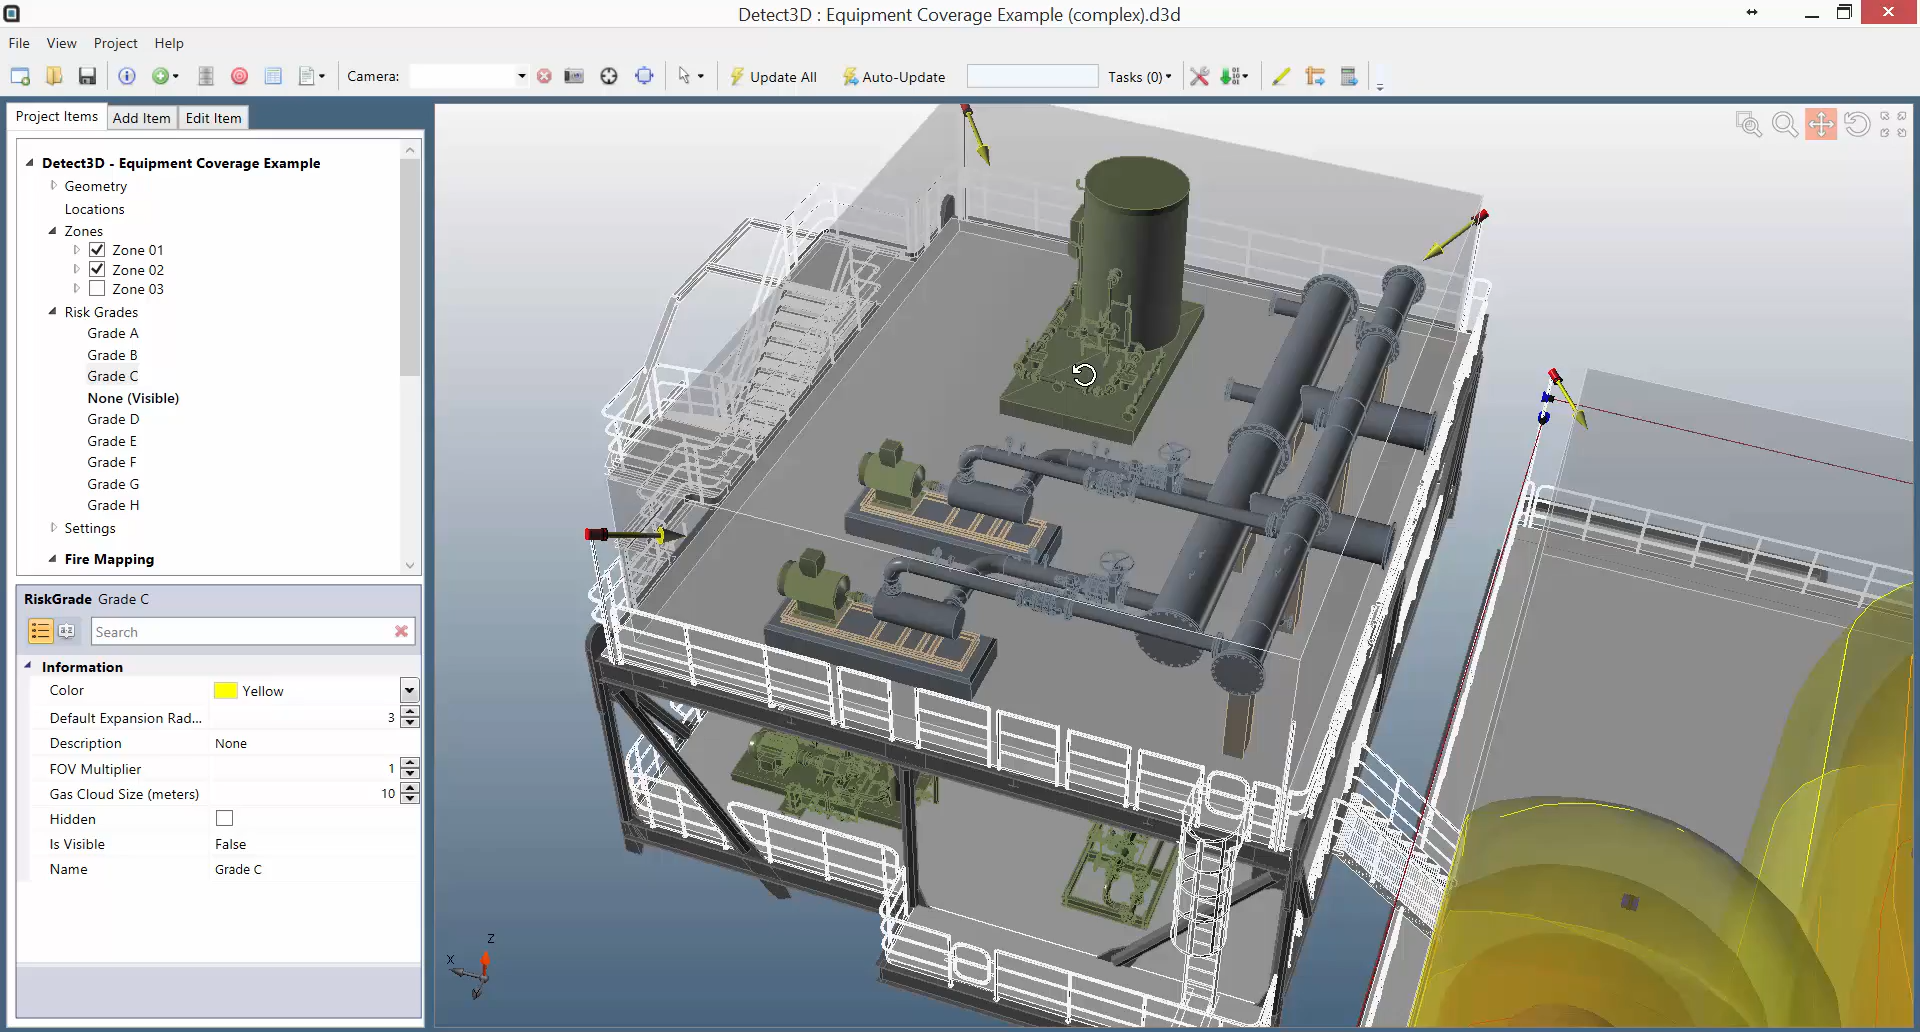 Detect3D : Equipment Coverage Example (complex).d3d
File View Project Help
Camera: Update All Auto-Update Tasks (0)
Project Items Add Item Edit Item
Detect3D - Equipment Coverage Example
Geometry
Locations
Zones
Zone 01
Zone 02
Zone 03
Risk Grades
Grade A
Grade B
Grade C
None (Visible)
Grade D
Grade E
Grade F
Grade G
Grade H
Settings
Fire Mapping
RiskGrade Grade C
Search
Information
Color Yellow
Default Expansion Rad... 3
Description None
FOV Multiplier 1
Gas Cloud Size (meters) 10
Hidden
Is Visible False
Name Grade C
Z
X